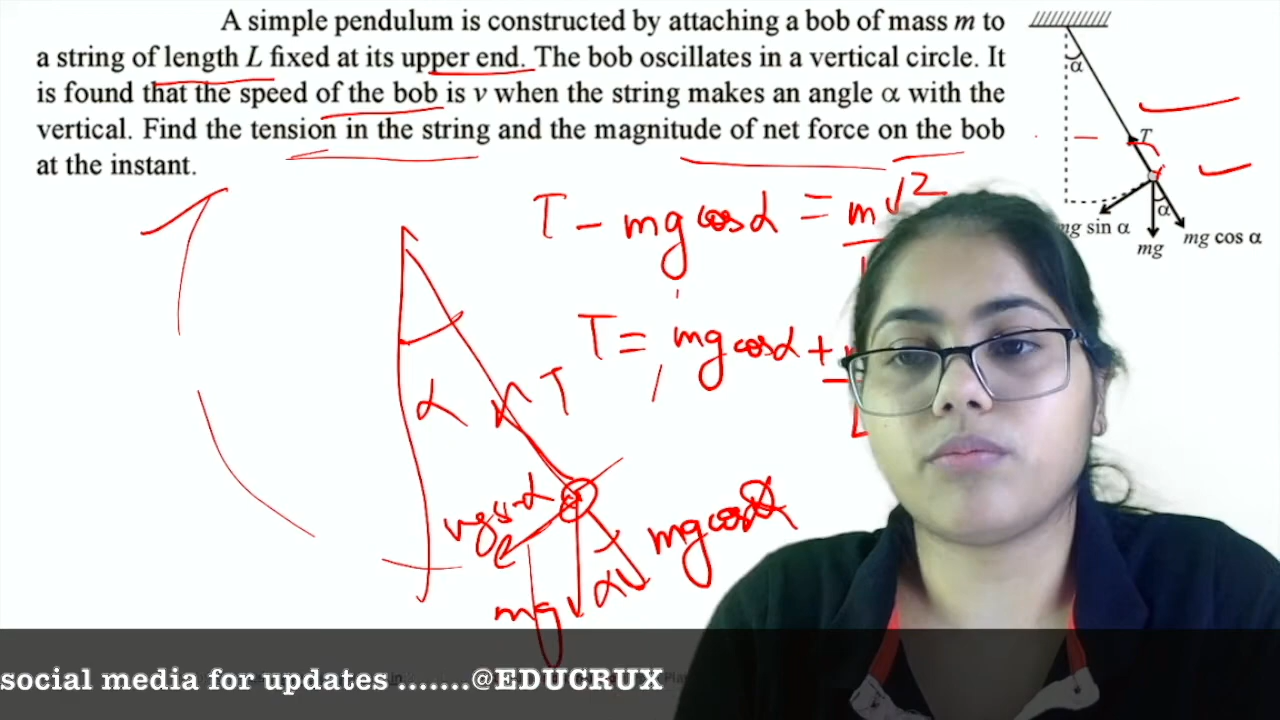 A simple pendulum is constructed by attaching a bob of mass m to
a string of length L fixed at its upper end. The bob oscillates in a vertical circle. It
is found that the speed of the bob is v when the string makes an angle α with the
vertical. Find the tension in the string and the magnitude of net force on the bob
at the instant.
α
T
α
mg sin α
mg cos α
mg
T - mg cos α = mv²
T = mg cos α +
L
α
T
mg cos α
α
mg
social media for updates .......@EDUCRUX